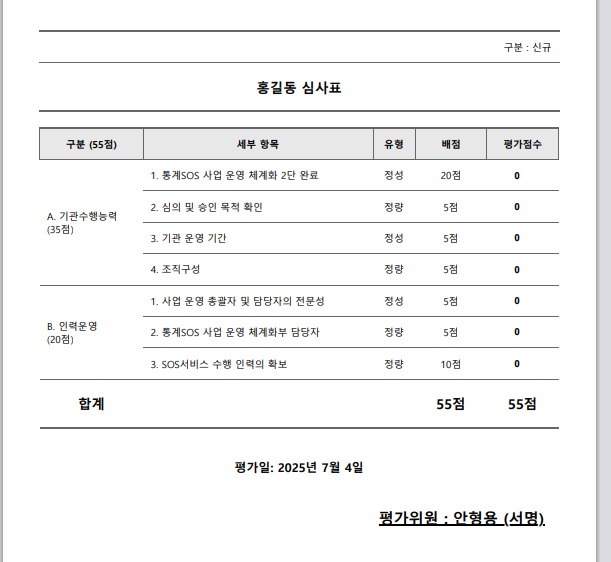 구분 : 신규
홍길동 심사표
구분 (55점) 세부 항목 유형 배점 평가점수
A. 기관수행능력
(35점)
1. 통계SOS 사업 운영 체계화 2단 완료 정성 20점 0
2. 심의 및 승인 목적 확인 정량 5점 0
3. 기관 운영 기간 정성 5점 0
4. 조직구성 정량 5점 0
B. 인력운영
(20점)
1. 사업 운영 총괄자 및 담당자의 전문성 정성 5점 0
2. 통계SOS 사업 운영 체계화부 담당자 정량 5점 0
3. SOS서비스 수행 인력의 확보 정량 10점 0
합계 55점 55점
평가일: 2025년 7월 4일
평가위원 : 안형용 (서명)